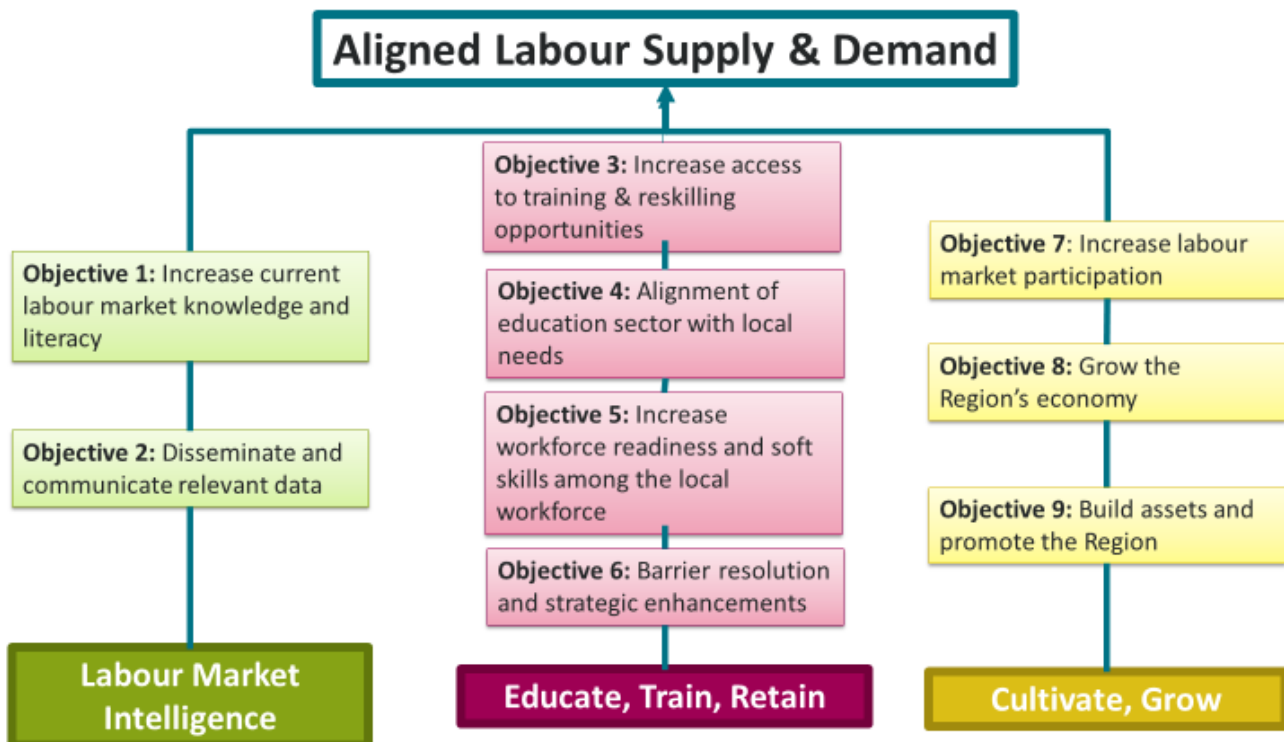 Aligned Labour Supply & Demand
Objective 1: Increase current
labour market knowledge and
literacy
Objective 2: Disseminate and
communicate relevant data
Labour Market
Intelligence
Objective 3: Increase access
to training & reskilling
opportunities
Objective 4: Alignment of
education sector with local
needs
Objective 5: Increase
workforce readiness and soft
skills among the local
workforce
Objective 6: Barrier resolution
and strategic enhancements
Educate, Train, Retain
Objective 7: Increase labour
market participation
Objective 8: Grow the
Region’s economy
Objective 9: Build assets and
promote the Region
Cultivate, Grow